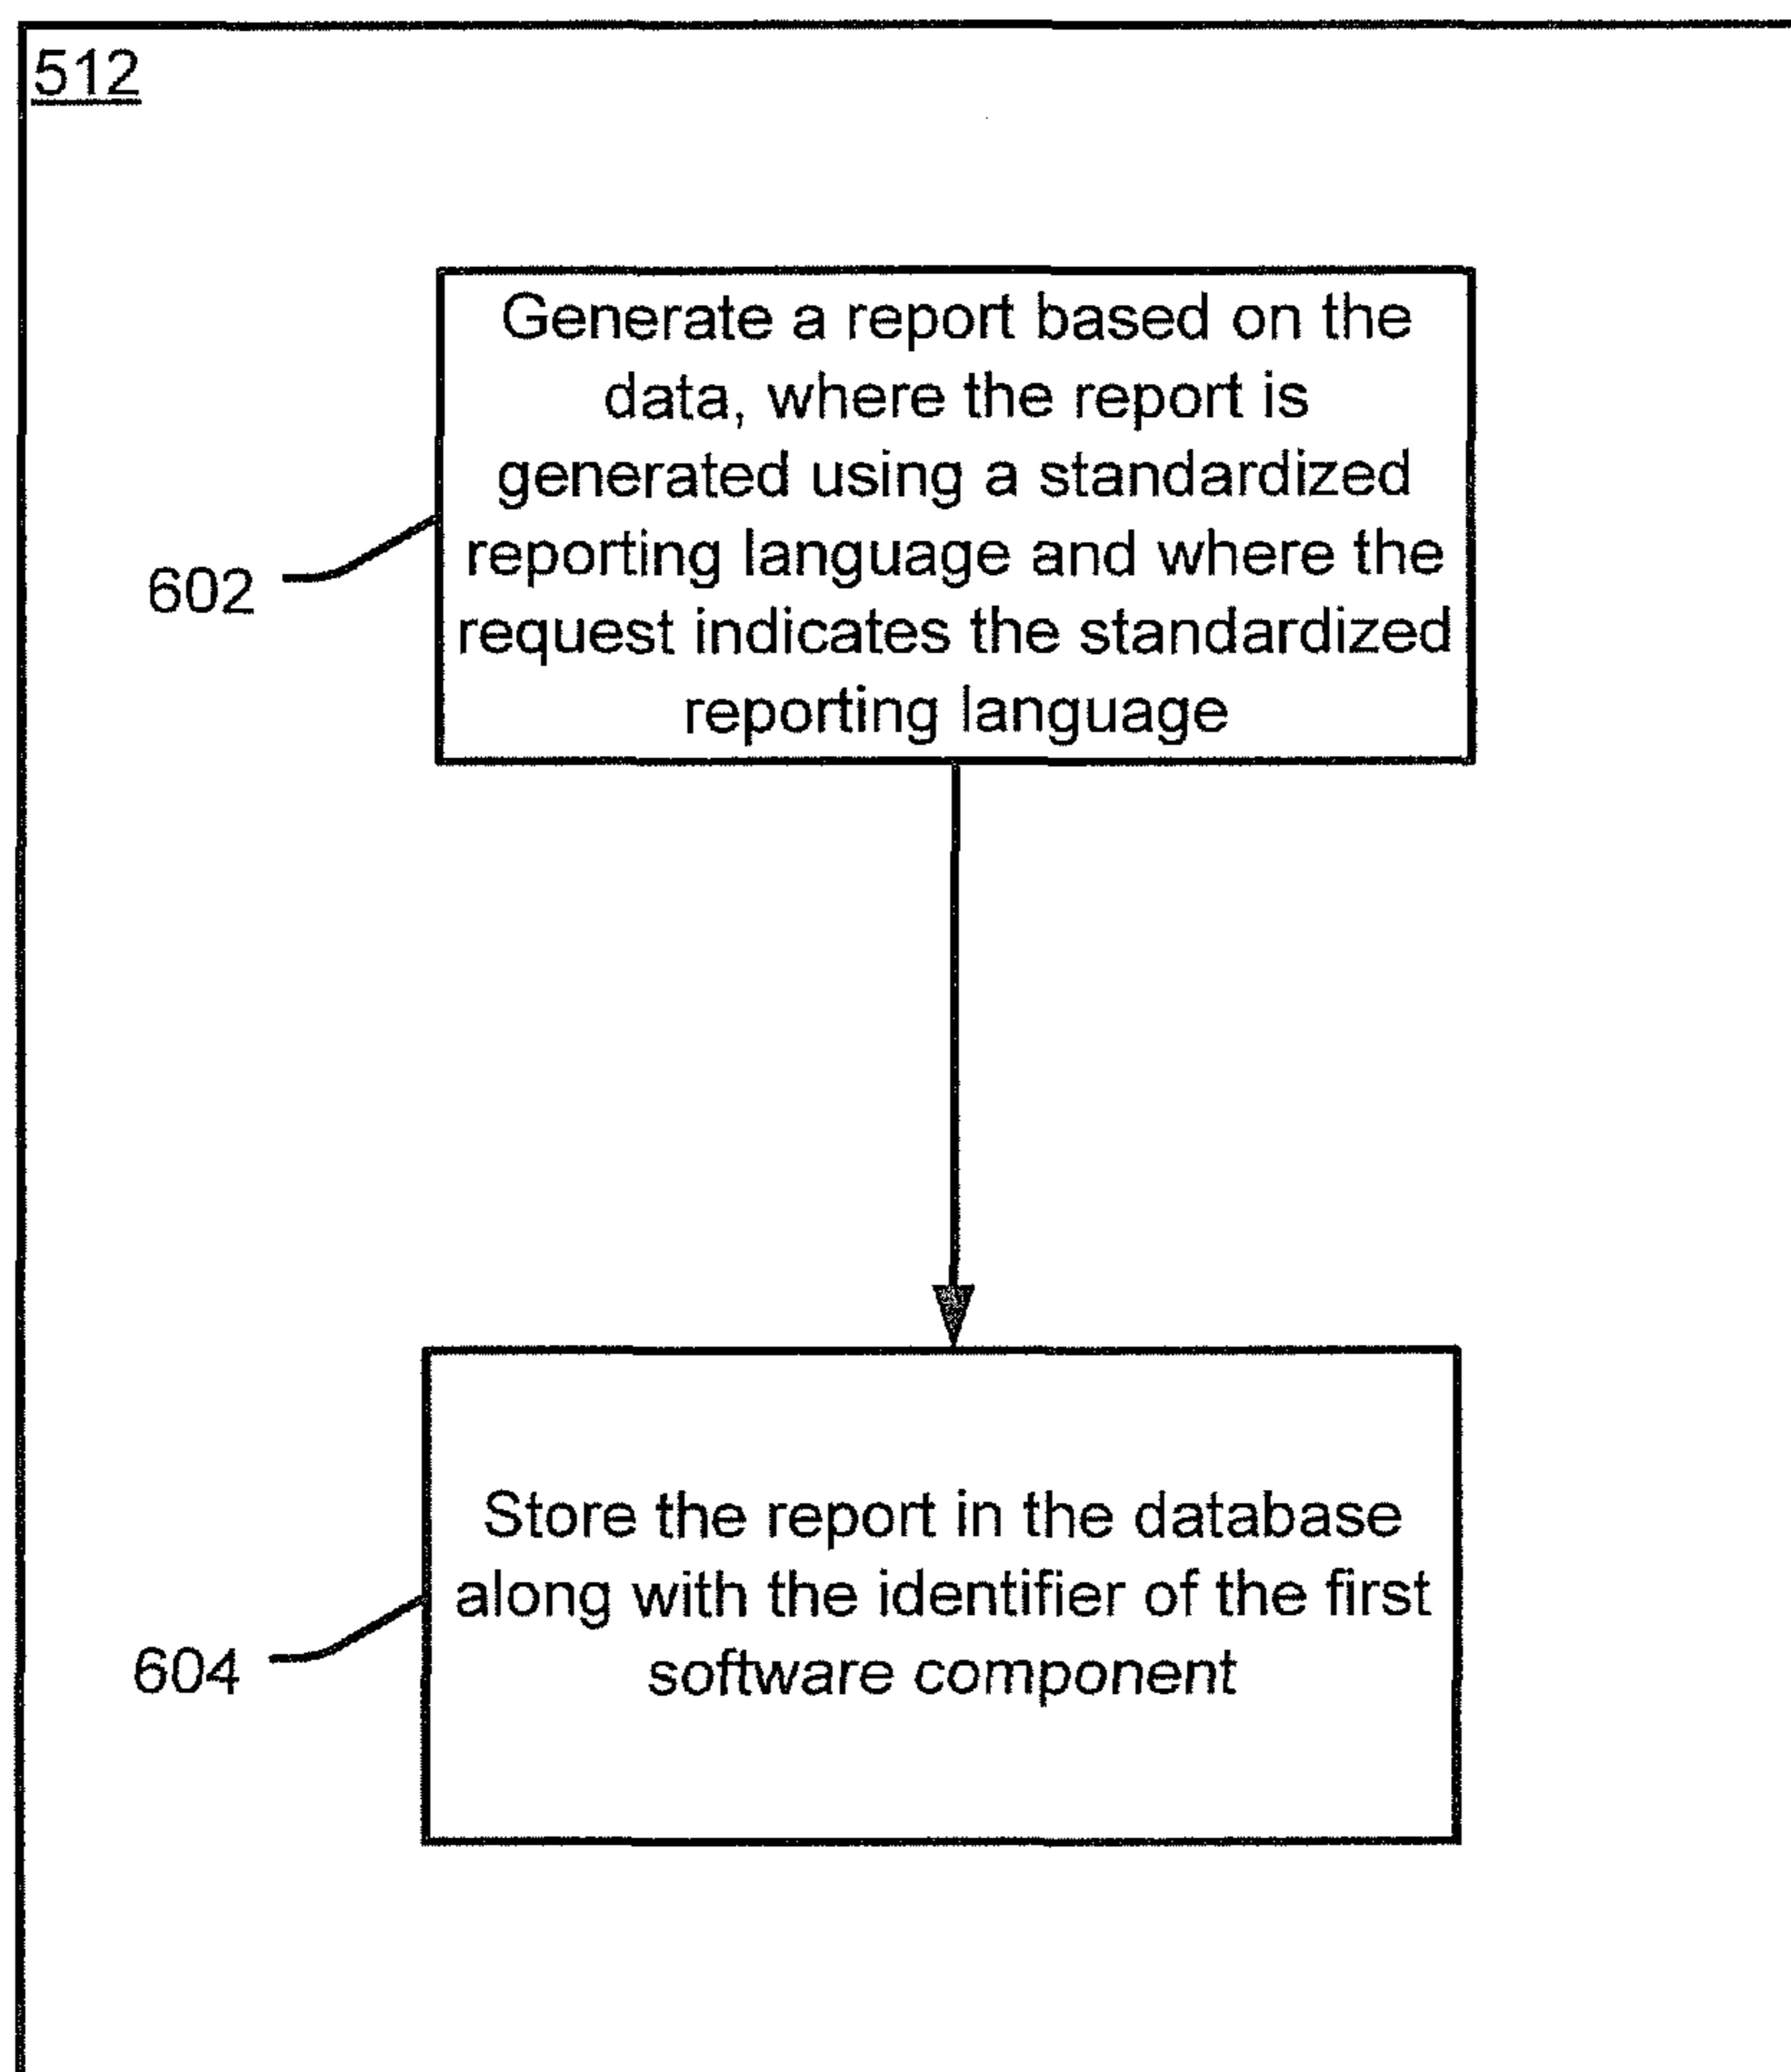 512
Generate a report based on the
data, where the report is
generated using a standardized
reporting language and where the
request indicates the standardized
reporting language
602
Store the report in the database
along with the identifier of the first
software component
604